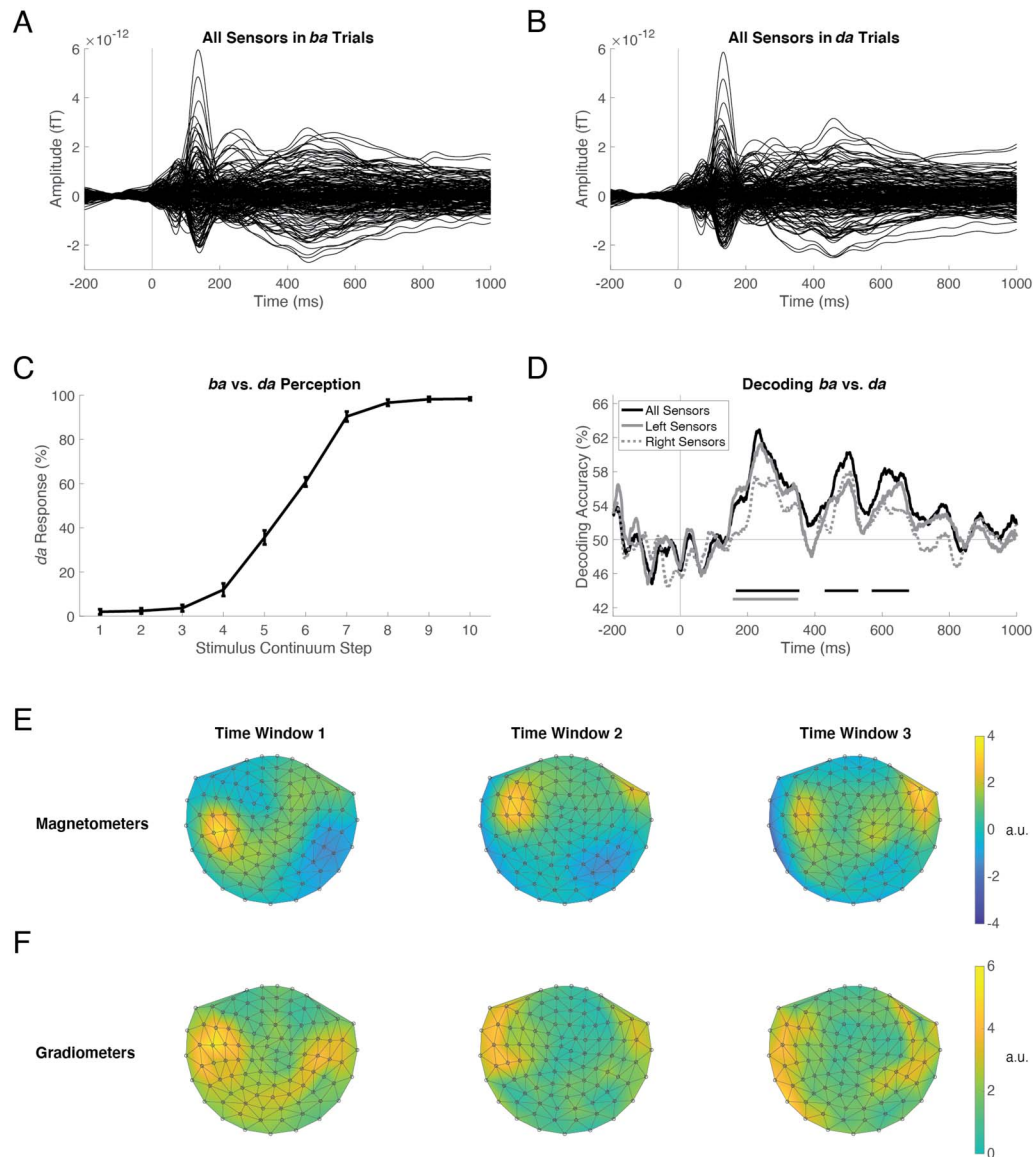 A
B
All Sensors in ba Trials
All Sensors in da Trials
×10-12
×10-12
6
4
2
0
-2
Amplitude (fT)
-200 0 200 400 600 800 1000
Time (ms)
6
4
2
0
-2
Amplitude (fT)
-200 0 200 400 600 800 1000
Time (ms)
C
D
ba vs. da Perception
Decoding ba vs. da
100
80
60
40
20
0
da Response (%)
1 2 3 4 5 6 7 8 9 10
Stimulus Continuum Step
66
62
58
54
50
46
42
Decoding Accuracy (%)
All Sensors
Left Sensors
Right Sensors
-200 0 200 400 600 800 1000
Time (ms)
E
Time Window 1
Time Window 2
Time Window 3
Magnetometers
4
2
0
-2
-4
a.u.
F
Gradiometers
6
4
2
0
a.u.